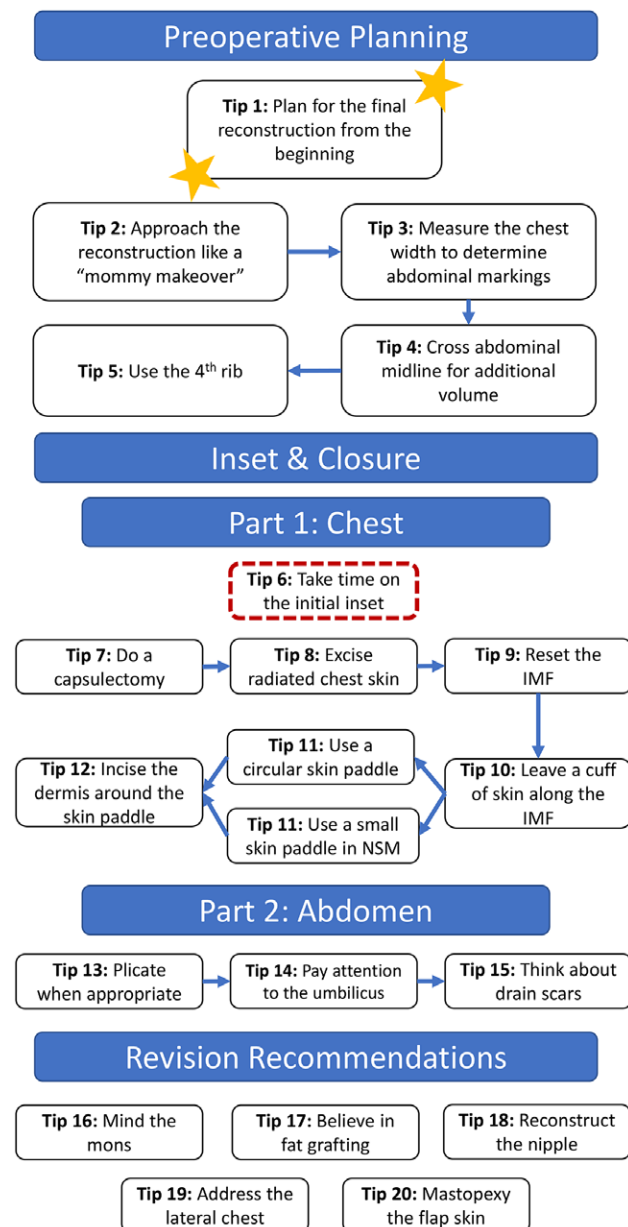 Preoperative Planning
Tip 1: Plan for the final
reconstruction from the
beginning
Tip 2: Approach the
reconstruction like a
“mommy makeover”
Tip 3: Measure the chest
width to determine
abdominal markings
Tip 5: Use the 4th rib
Tip 4: Cross abdominal
midline for additional
volume
Inset & Closure
Part 1: Chest
Tip 6: Take time on
the initial inset
Tip 7: Do a
capsulectomy
Tip 8: Excise
radiated chest skin
Tip 9: Reset the
IMF
Tip 12: Incise the
dermis around the
skin paddle
Tip 11: Use a
circular skin paddle
Tip 11: Use a small
skin paddle in NSM
Tip 10: Leave a cuff
of skin along the
IMF
Part 2: Abdomen
Tip 13: Plicate
when appropriate
Tip 14: Pay attention
to the umbilicus
Tip 15: Think about
drain scars
Revision Recommendations
Tip 16: Mind the
mons
Tip 17: Believe in
fat grafting
Tip 18: Reconstruct
the nipple
Tip 19: Address the
lateral chest
Tip 20: Mastopexy
the flap skin